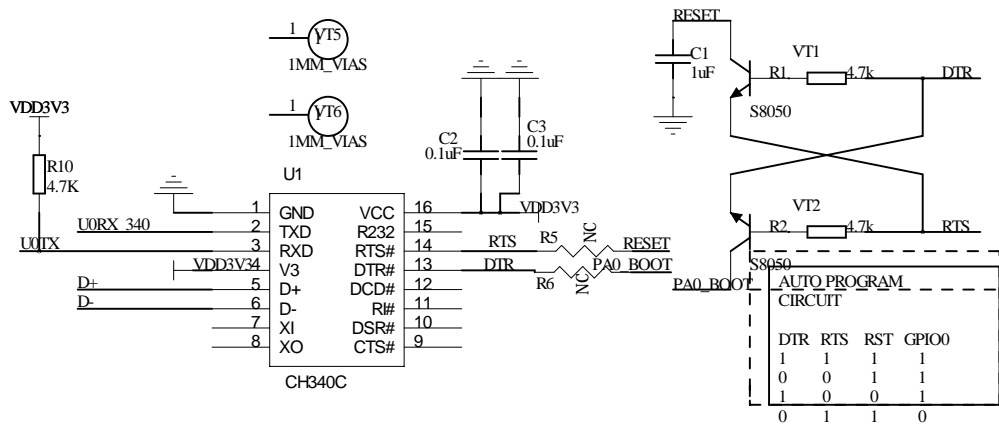 1 VT5
1MM_VIAS
1 VT6
1MM_VIAS
VDD3V3
R10
4.7K
U0RX_340
U0TX
VDD3V3
D+
D-
C2
0.1uF
C3
0.1uF
U1
1 GND VCC 16
2 TXD R232 15
3 RXD RTS# 14
4 V3 DTR# 13
5 D+ DCD# 12
6 D- RI# 11
7 XI DSR# 10
8 XO CTS# 9
CH340C
VDD3V3
RTS R5 NC RESET
DTR R6 NC PA0_BOOT
RESET
C1
1uF
VT1
R1. 4.7k DTR
S8050
VT2
R2. 4.7k RTS
S8050
PA0_BOOT
AUTO PROGRAM
CIRCUIT
DTR RTS RST GPIO0
1 1 1 1
0 0 1 1
1 0 0 1
0 1 1 0